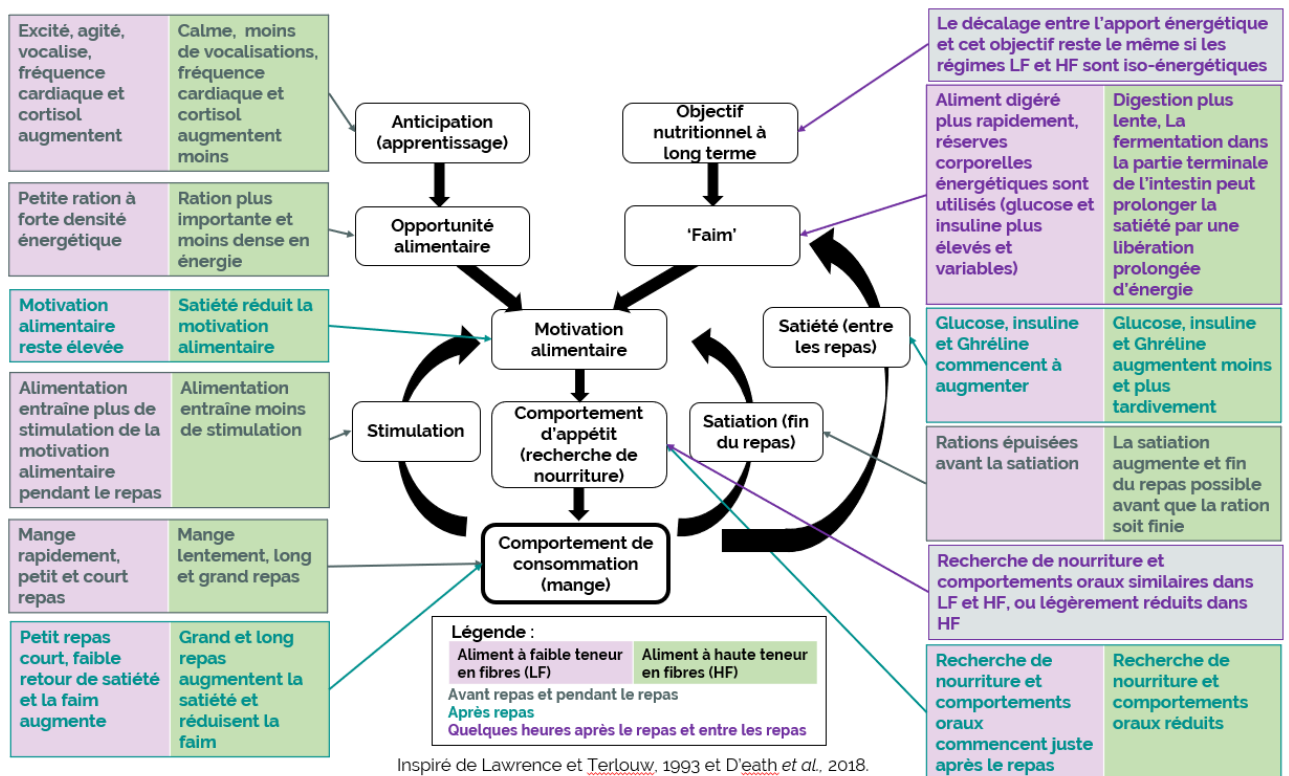 Excité, agité,
vocalise,
fréquence
cardiaque et
cortisol
augmentent
Calme, moins
de vocalisations,
fréquence
cardiaque et
cortisol
augmentent
moins
Petite ration à
forte densité
énergétique
Ration plus
importante et
moins dense en
énergie
Motivation
alimentaire
reste élevée
Satiété réduit la
motivation
alimentaire
Alimentation
entraîne plus de
stimulation de la
motivation
alimentaire
pendant le repas
Alimentation
entraîne moins
de stimulation
Mange
rapidement,
petit et court
repas
Mange
lentement, long
et grand repas
Petit repas
court, faible
retour de satiété
et la faim
augmente
Grand et long
repas
augmentent la
satiété et
réduisent la
faim
Anticipation
(apprentissage)
Opportunité
alimentaire
Objectif
nutritionnel à
long terme
'Faim'
Motivation
alimentaire
Stimulation
Comportement
d'appétit
(recherche de
nourriture)
Satiation (fin
du repas)
Satiété (entre
les repas)
Comportement de
consommation
(mange)
Légende :
Aliment à faible teneur
en fibres (LF)
Aliment à haute teneur
en fibres (HF)
Avant repas et pendant le repas
Après repas
Quelques heures après le repas et entre les repas
Le décalage entre l'apport énergétique
et cet objectif reste le même si les
régimes LF et HF sont iso-énergétiques
Aliment digéré
plus rapidement,
réserves
corporelles
énergétiques sont
utilisés (glucose et
insuline plus
élevés et
variables)
Digestion plus
lente, La
fermentation dans
la partie terminale
de l'intestin peut
prolonger la
satiété par une
libération
prolongée
d'énergie
Glucose, insuline
et Ghréline
commencent à
augmenter
Glucose, insuline
et Ghréline
augmentent moins
et plus
tardivement
Rations épuisées
avant la satiation
La satiation
augmente et fin
du repas possible
avant que la ration
soit finie
Recherche de nourriture et
comportements oraux similaires dans
LF et HF, ou légèrement réduits dans
HF
Recherche de
nourriture et
comportements
oraux
commencent juste
après le repas
Recherche de
nourriture et
comportements
oraux réduits
Inspiré de Lawrence et Terlouw, 1993 et D'eath et al., 2018.